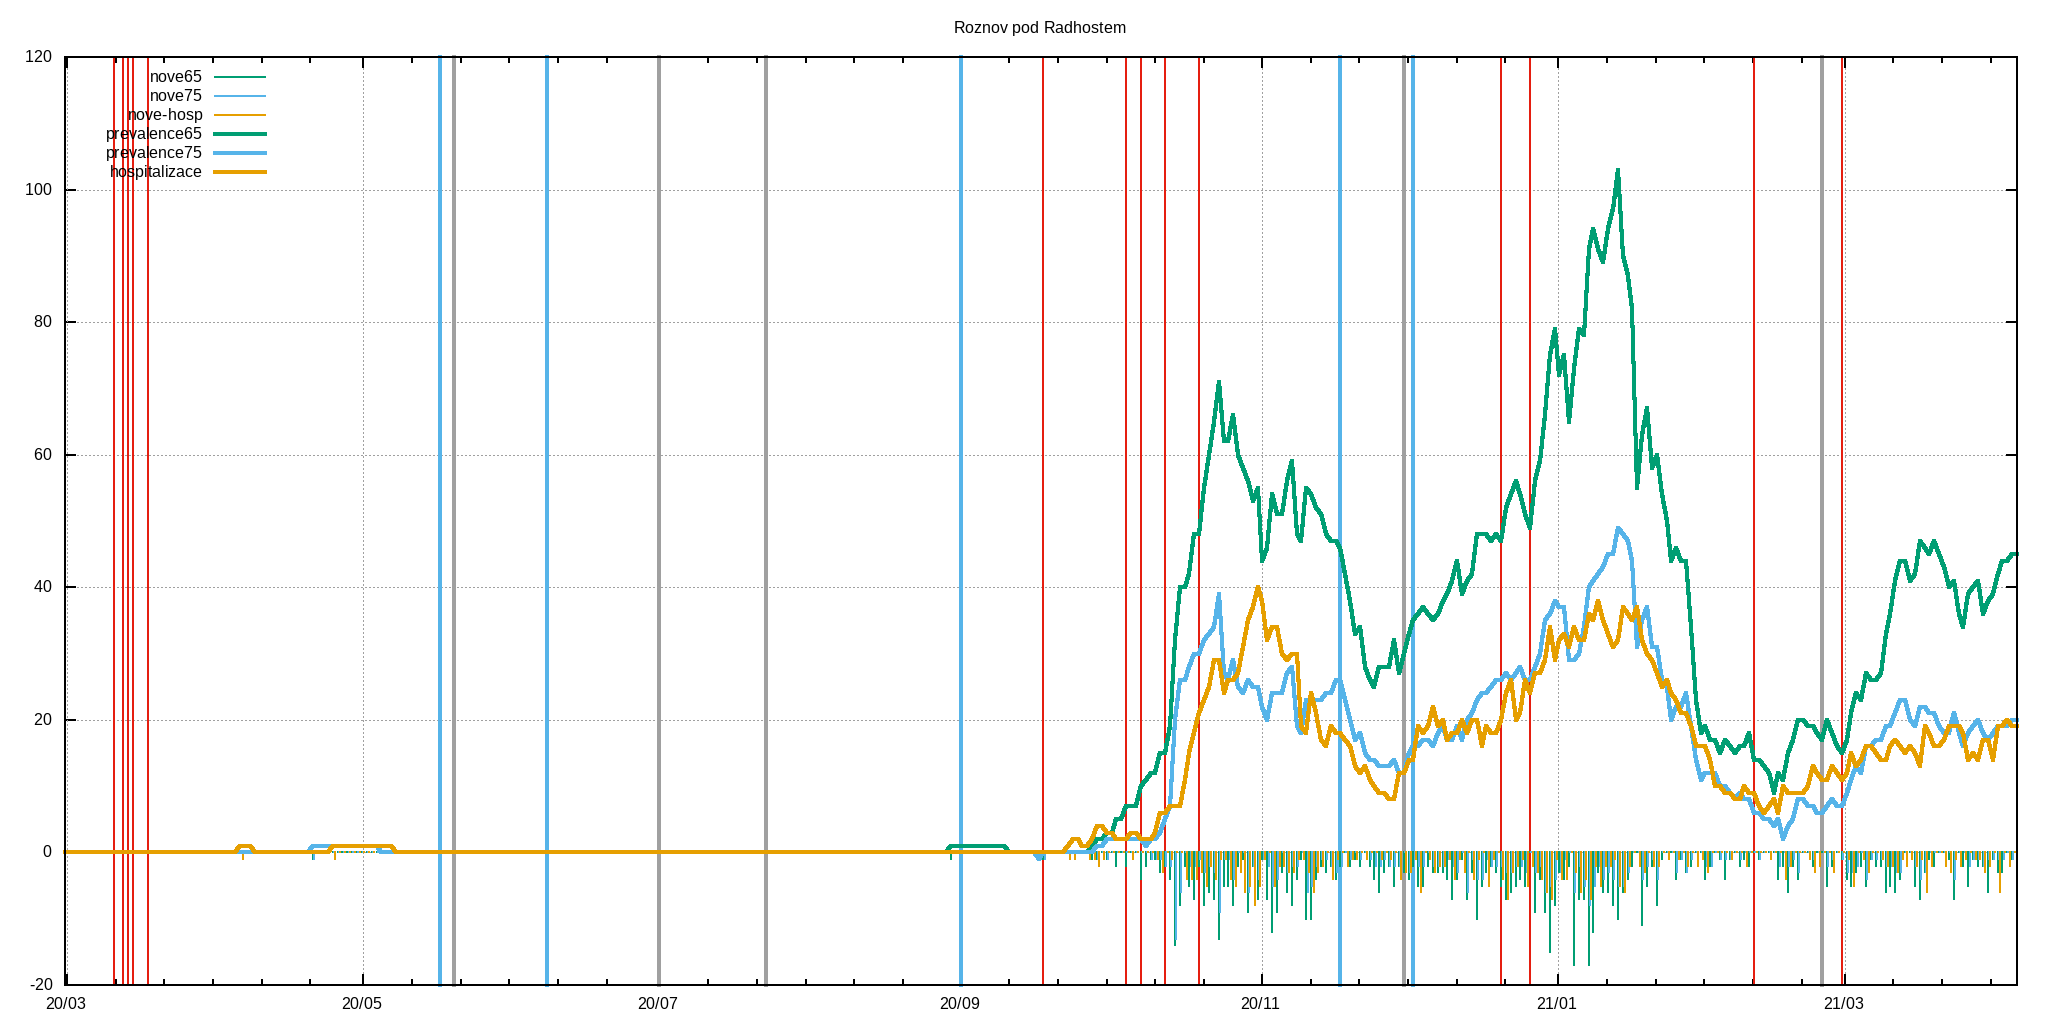 Roznov pod Radhostem
120
100
80
60
40
20
0
-20
nove65
nove75
nove-hosp
prevalence65
prevalence75
hospitalizace
20/03 20/05 20/07 20/09 20/11 21/01 21/03